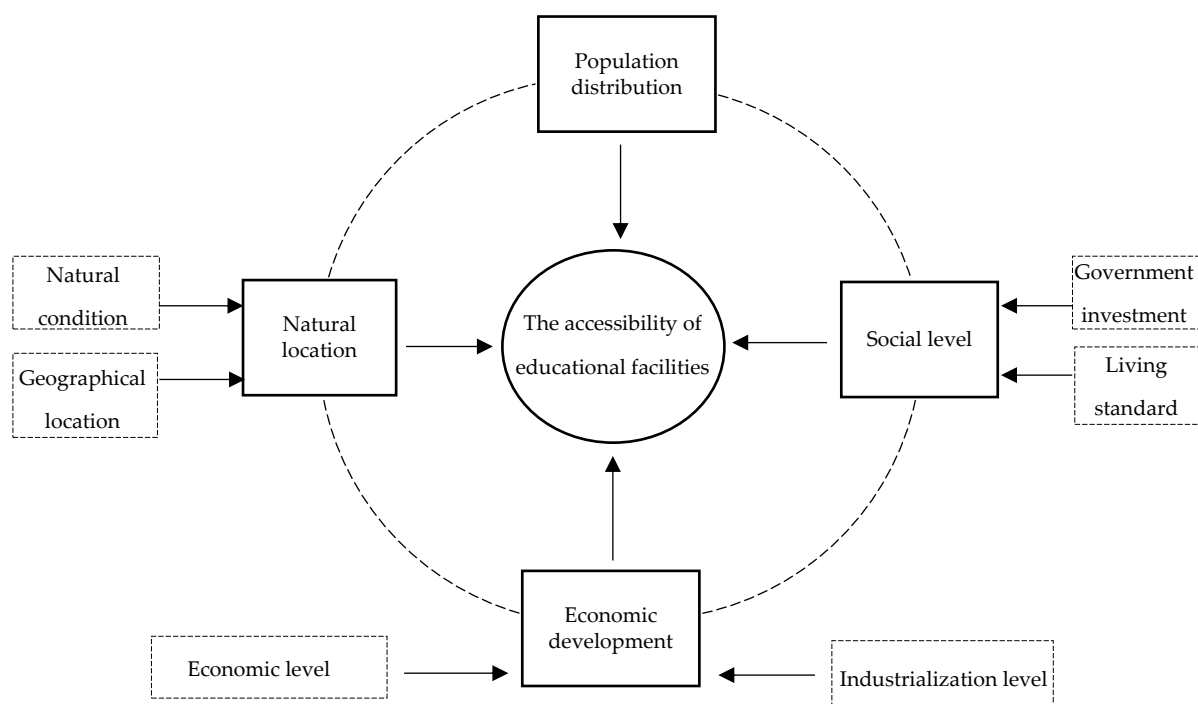 Population
distribution
Natural
condition
Geographical
location
Natural
location
The accessibility of
educational facilities
Social level
Government
investment
Living
standard
Economic
development
Economic level
Industrialization level